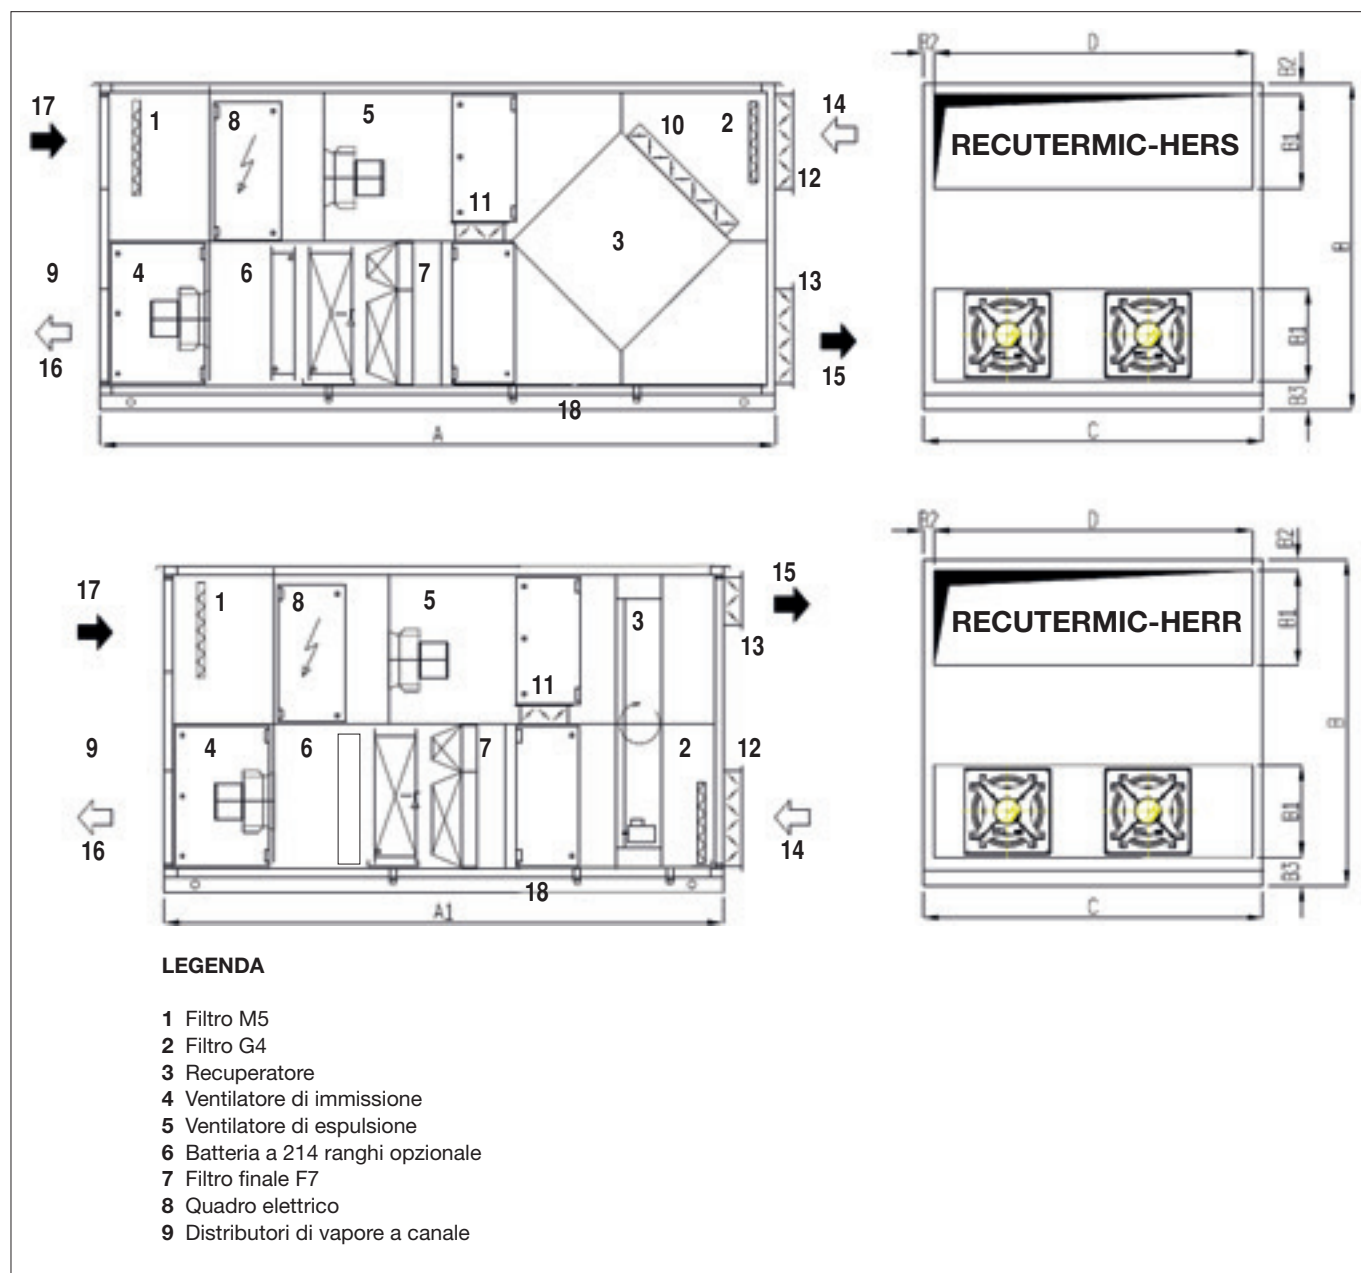 17
1
8
5
10
2
14
12
11
3
9
4
6
7
13
16
15
18
A
B2
D
B2
RECUTERMIC-HERS
B1
B
B1
B3
C
17
1
8
5
3
15
13
11
9
4
6
7
2
12
16
14
18
A1
B2
D
B2
RECUTERMIC-HERR
B1
B
B1
B3
C
LEGENDA
1 Filtro M5
2 Filtro G4
3 Recuperatore
4 Ventilatore di immissione
5 Ventilatore di espulsione
6 Batteria a 214 ranghi opzionale
7 Filtro finale F7
8 Quadro elettrico
9 Distributori di vapore a canale